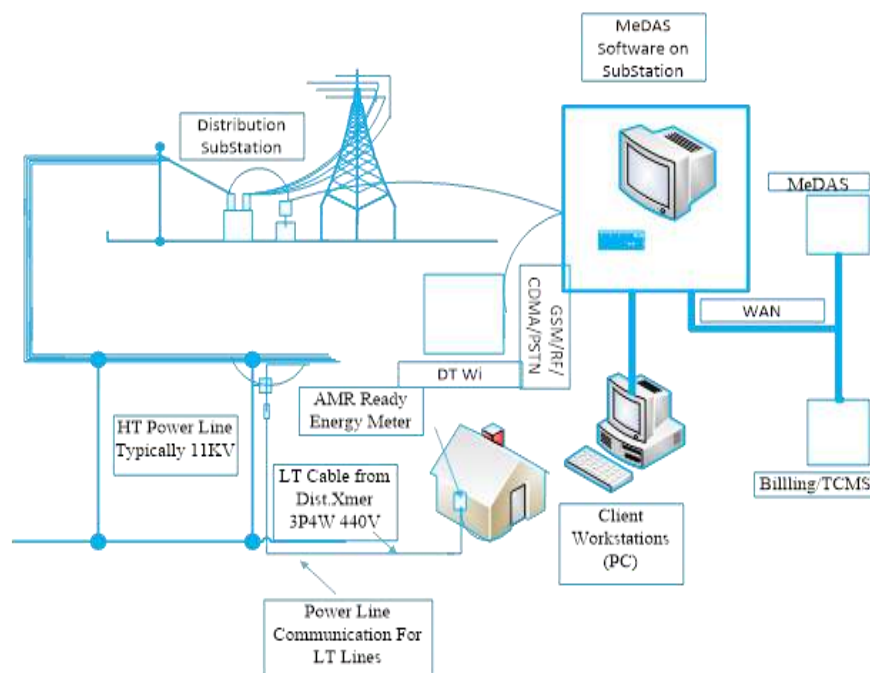 MeDAS
Software on
SubStation
Distribution
SubStation
MeDAS
GSM/RF/
CDMA/PSTN
WAN
DT Wi
AMR Ready
Energy Meter
HT Power Line
Typically 11KV
LT Cable from
Dist.Xmer
3P4W 440V
Billling/TCMS
Client
Workstations
(PC)
Power Line
Communication For
LT Lines